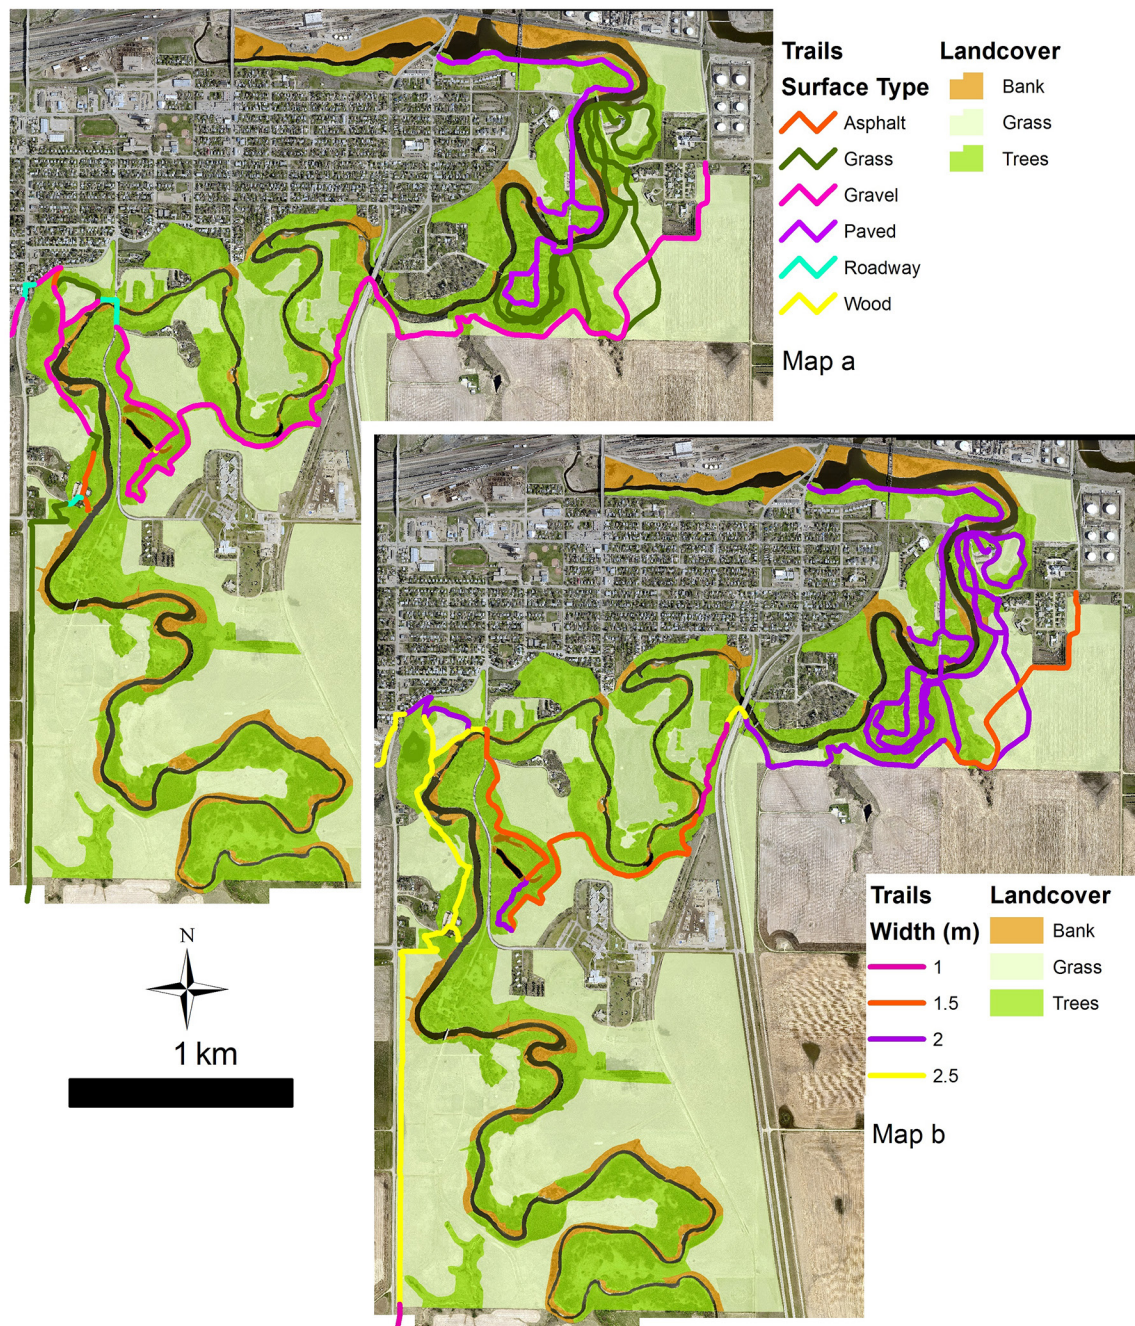 Trails
Landcover
Surface Type
Bank
Asphalt
Grass
Grass
Trees
Gravel
Paved
Roadway
Wood
Map a
N
1 km
Trails
Landcover
Width (m)
Bank
1
Grass
1.5
Trees
2
2.5
Map b